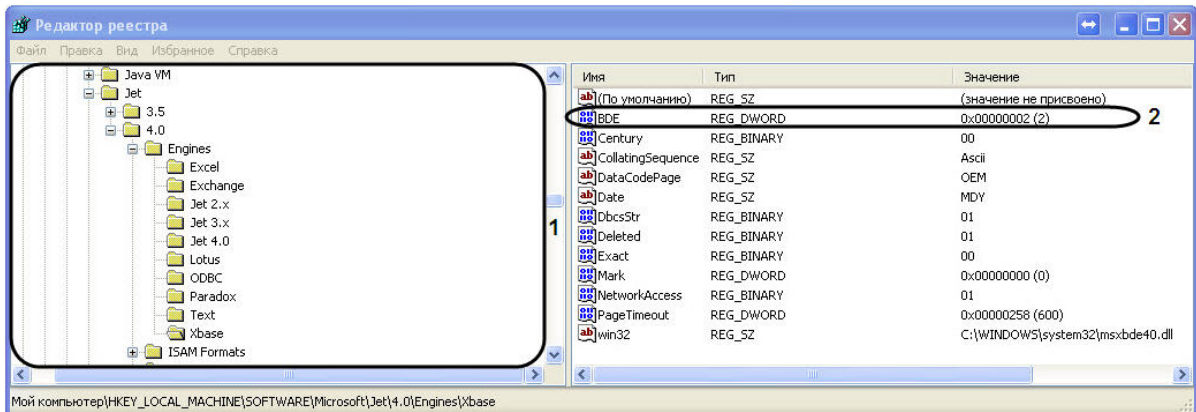 Редактор реестра
Файл Правка Вид Избранное Справка
Java VM
Jet
3.5
4.0
Engines
Excel
Exchange
Jet 2.x
Jet 3.x
Jet 4.0
Lotus
ODBC
Paradox
Text
Xbase
ISAM Formats
1
Имя Тип Значение
(По умолчанию) REG_SZ (значение не присвоено)
BDE REG_DWORD 0x00000002 (2) 2
Century REG_BINARY 00
CollatingSequence REG_SZ Ascii
DataCodePage REG_SZ OEM
Date REG_SZ MDY
DbcsStr REG_BINARY 01
Deleted REG_BINARY 01
Exact REG_BINARY 00
Mark REG_DWORD 0x00000000 (0)
NetworkAccess REG_BINARY 01
PageTimeout REG_DWORD 0x00000258 (600)
win32 REG_SZ C:\WINDOWS\system32\msxbde40.dll
Мой компьютер\HKEY_LOCAL_MACHINE\SOFTWARE\Microsoft\Jet\4.0\Engines\Xbase